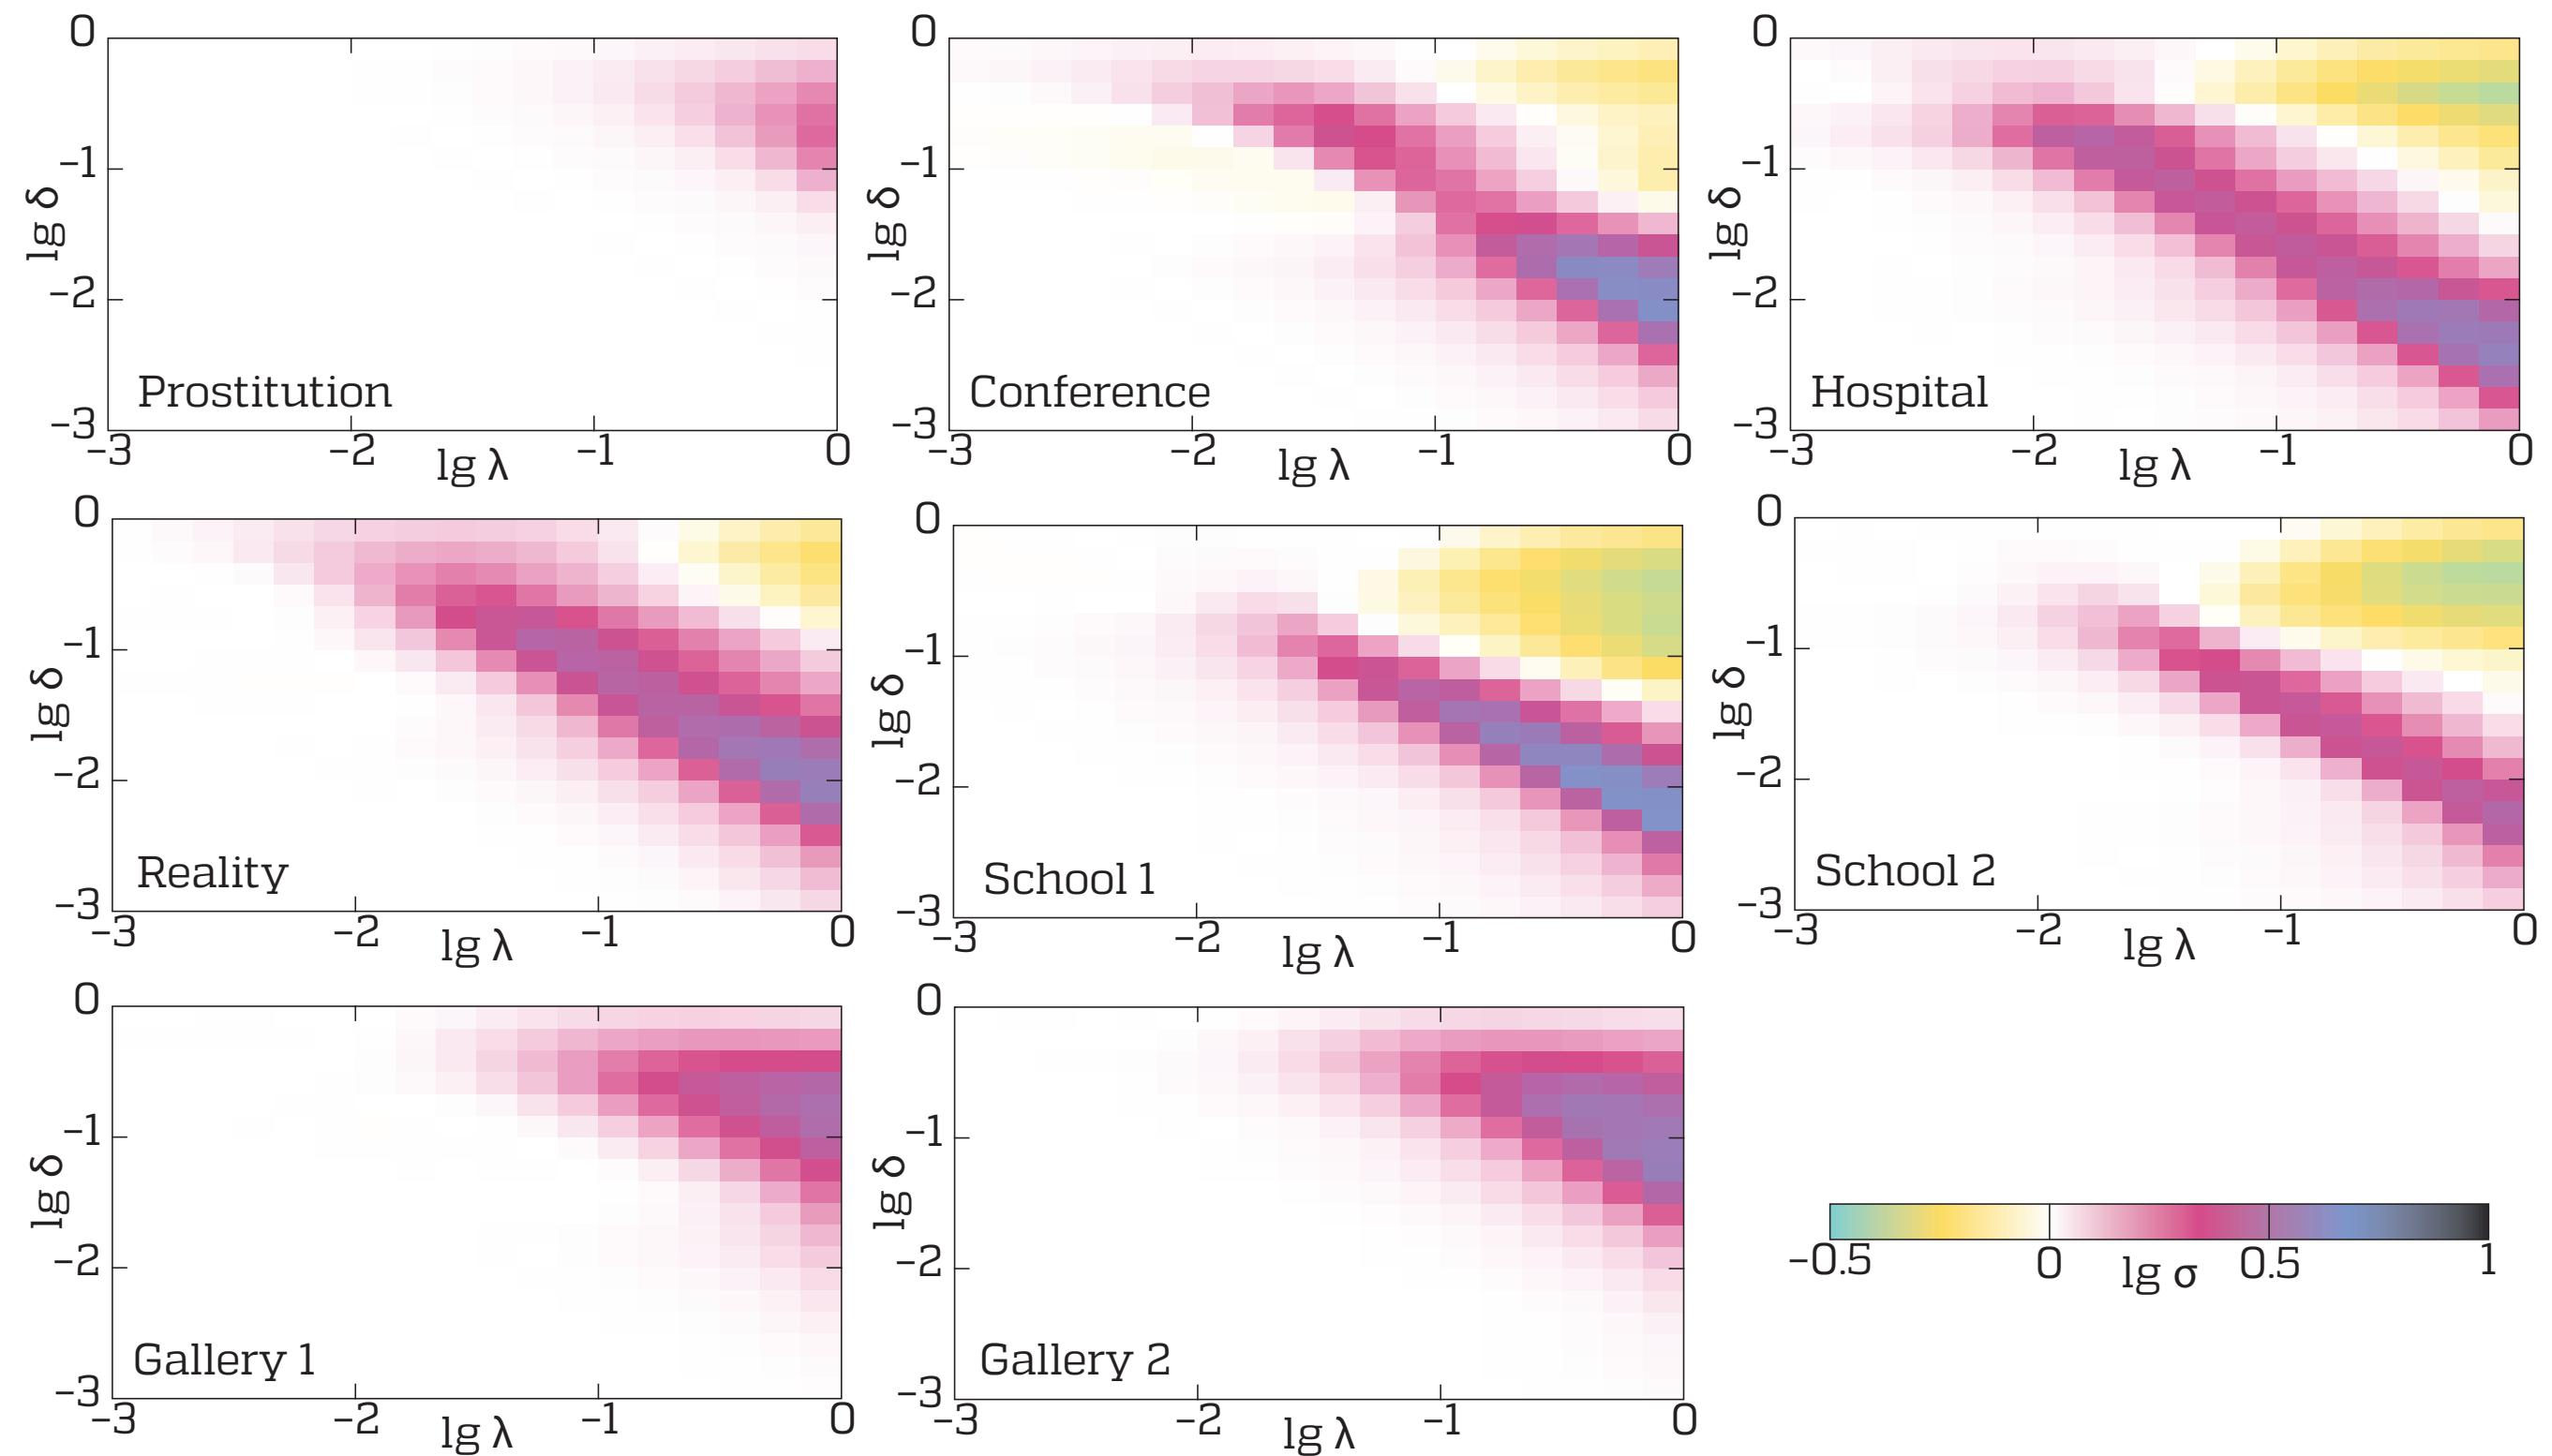 0
−1
lg δ
−2
Prostitution
−3
−3
−2
lg λ
−1
0
0
−1
lg δ
−2
Conference
−3
−3
−2
lg λ
−1
0
0
−1
lg δ
−2
Hospital
−3
−3
−2
lg λ
−1
0
0
−1
lg δ
−2
Reality
−3
−3
−2
lg λ
−1
0
0
−1
lg δ
−2
School 1
−3
−3
−2
lg λ
−1
0
0
−1
lg δ
−2
School 2
−3
−3
−2
lg λ
−1
0
0
−1
lg δ
−2
Gallery 1
−3
−3
−2
lg λ
−1
0
0
−1
lg δ
−2
Gallery 2
−3
−3
−2
lg λ
−1
0
−0.5
0
lg σ
0.5
1